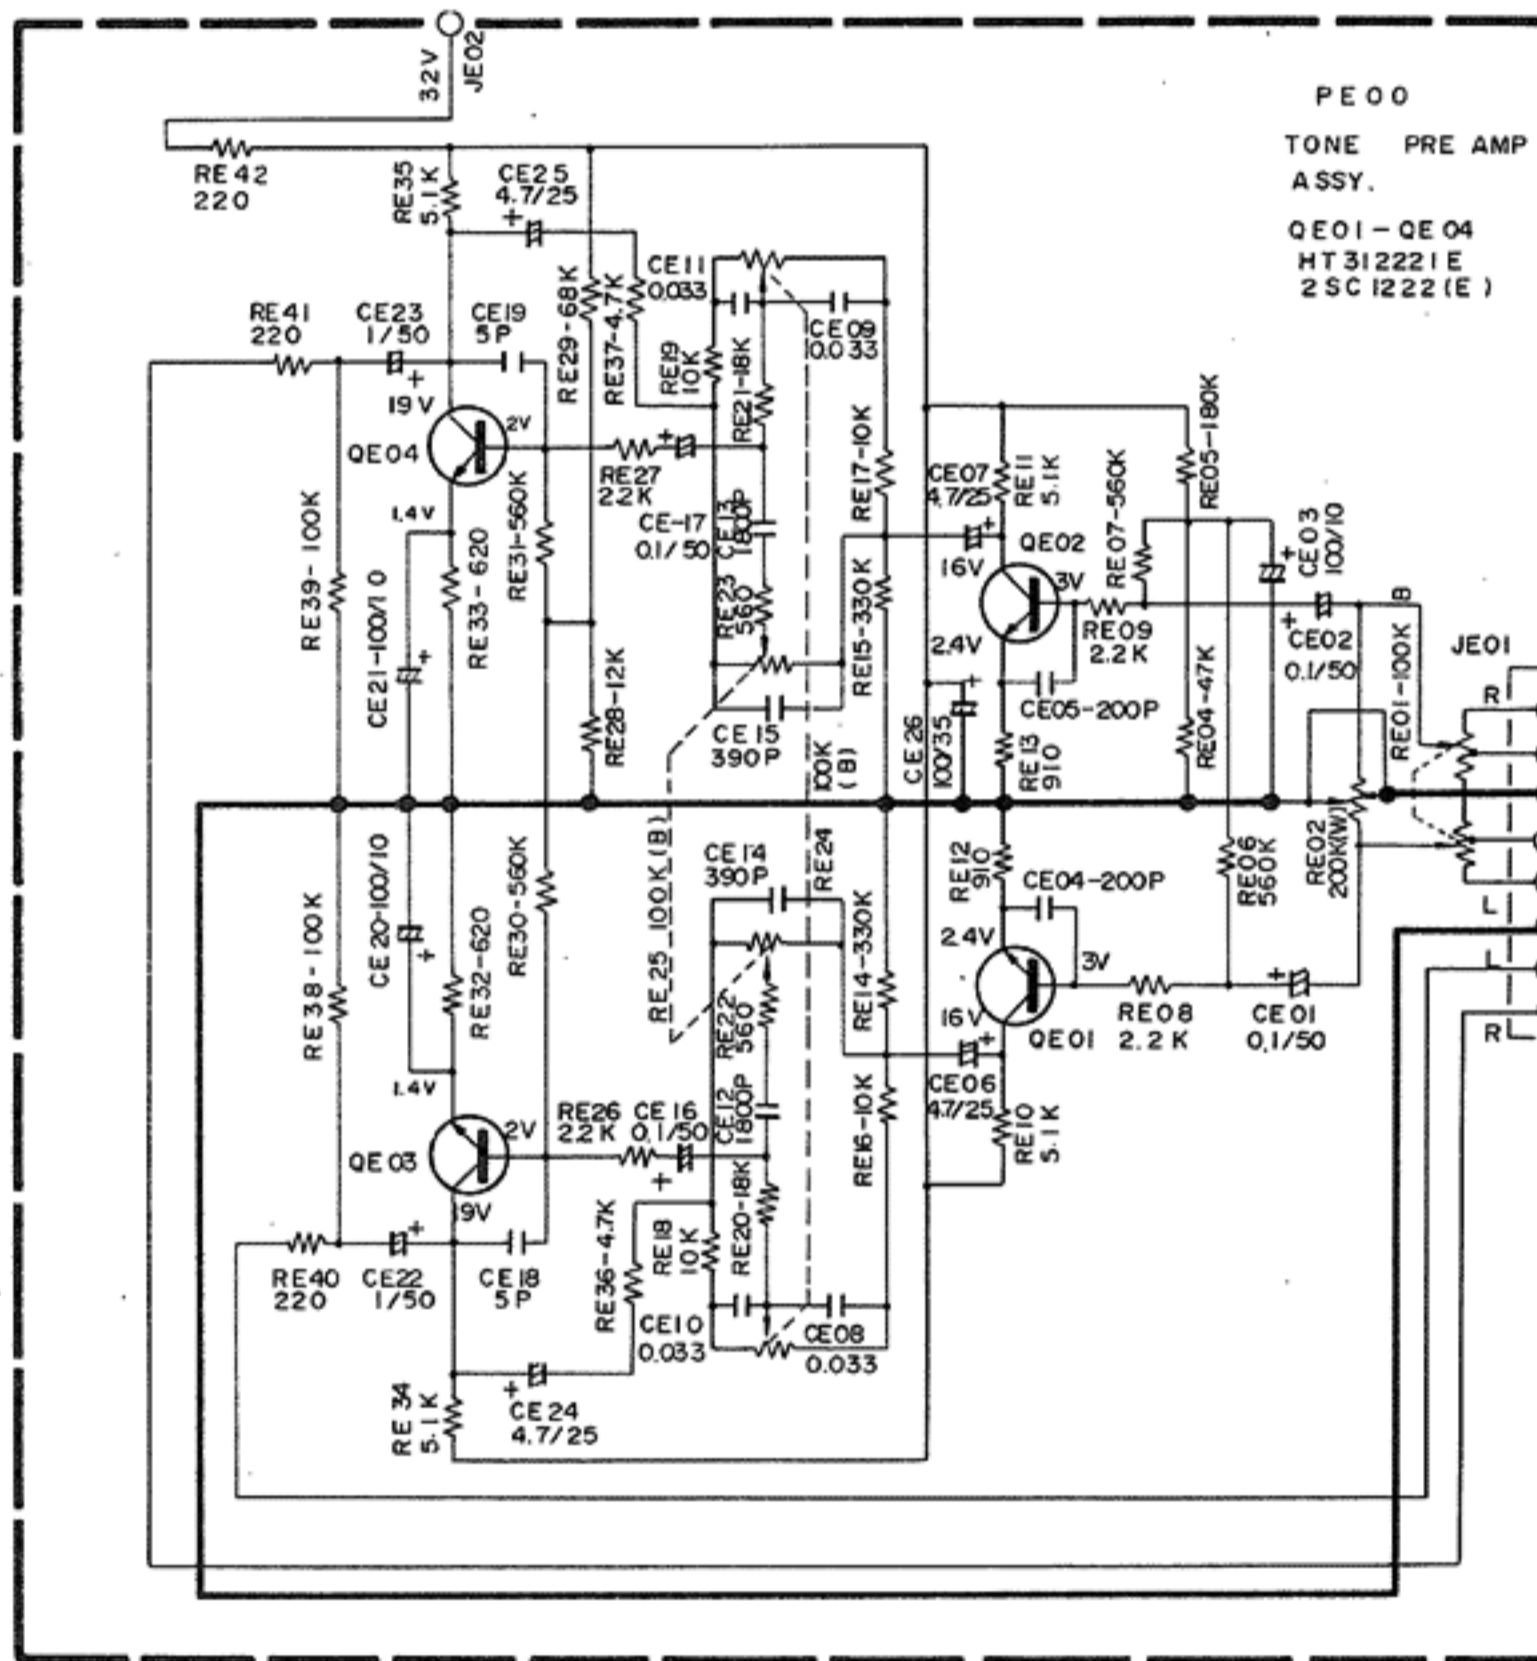 32V
JE02
PE00
TONE PRE AMP
ASSY.
QE01-QE04
HT312221E
2SC1222(E)
RE42
220
RE35
5.1K
CE25
4.7/25
CE11
0.033
CE09
0.033
RE41
220
CE23
1/50
CE19
5P
RE29-68K
RE37-4.7K
RE19
10K
RE21-18K
19V
2V
QE04
RE27
2.2K
RE17-10K
CE07
4.7/25
RE11
5.1K
RE07-560K
RE05-180K
CE03
100/10
1.4V
CE-17
0.1/50
CE13
1800P
RE39-100K
RE33-620
RE31-560K
RE23
560
QE02
16V
3V
RE09
2.2K
2.4V
CE02
0.1/50
RE01-100K B
JE01
R
CE21-100/10
RE28-12K
RE15-330K
CE05-200P
RE04-47K
CE15
390P
100K
(B)
CE26
100/35
RE13
910
CE14
390P
RE24
RE25 100K(B)
RE12
910
CE04-200P
RE06
560K
RE02
200K(W)
L
CE20-100/10
RE30-560K
RE38-100K
RE32-620
RE14-330K
2.4V
3V
L
RE22
560
16V
QE01
RE08
2.2K
CE01
0.1/50
R
1.4V
CE06
4.7/25
RE10
5.1K
RE26
2.2K
CE16
0.1/50
CE12
1800P
RE16-10K
2V
QE03
19V
RE36-4.7K
RE18
10K
RE20-18K
RE40
220
CE22
1/50
CE18
5P
CE10
0.033
CE08
0.033
RE34
5.1K
CE24
4.7/25